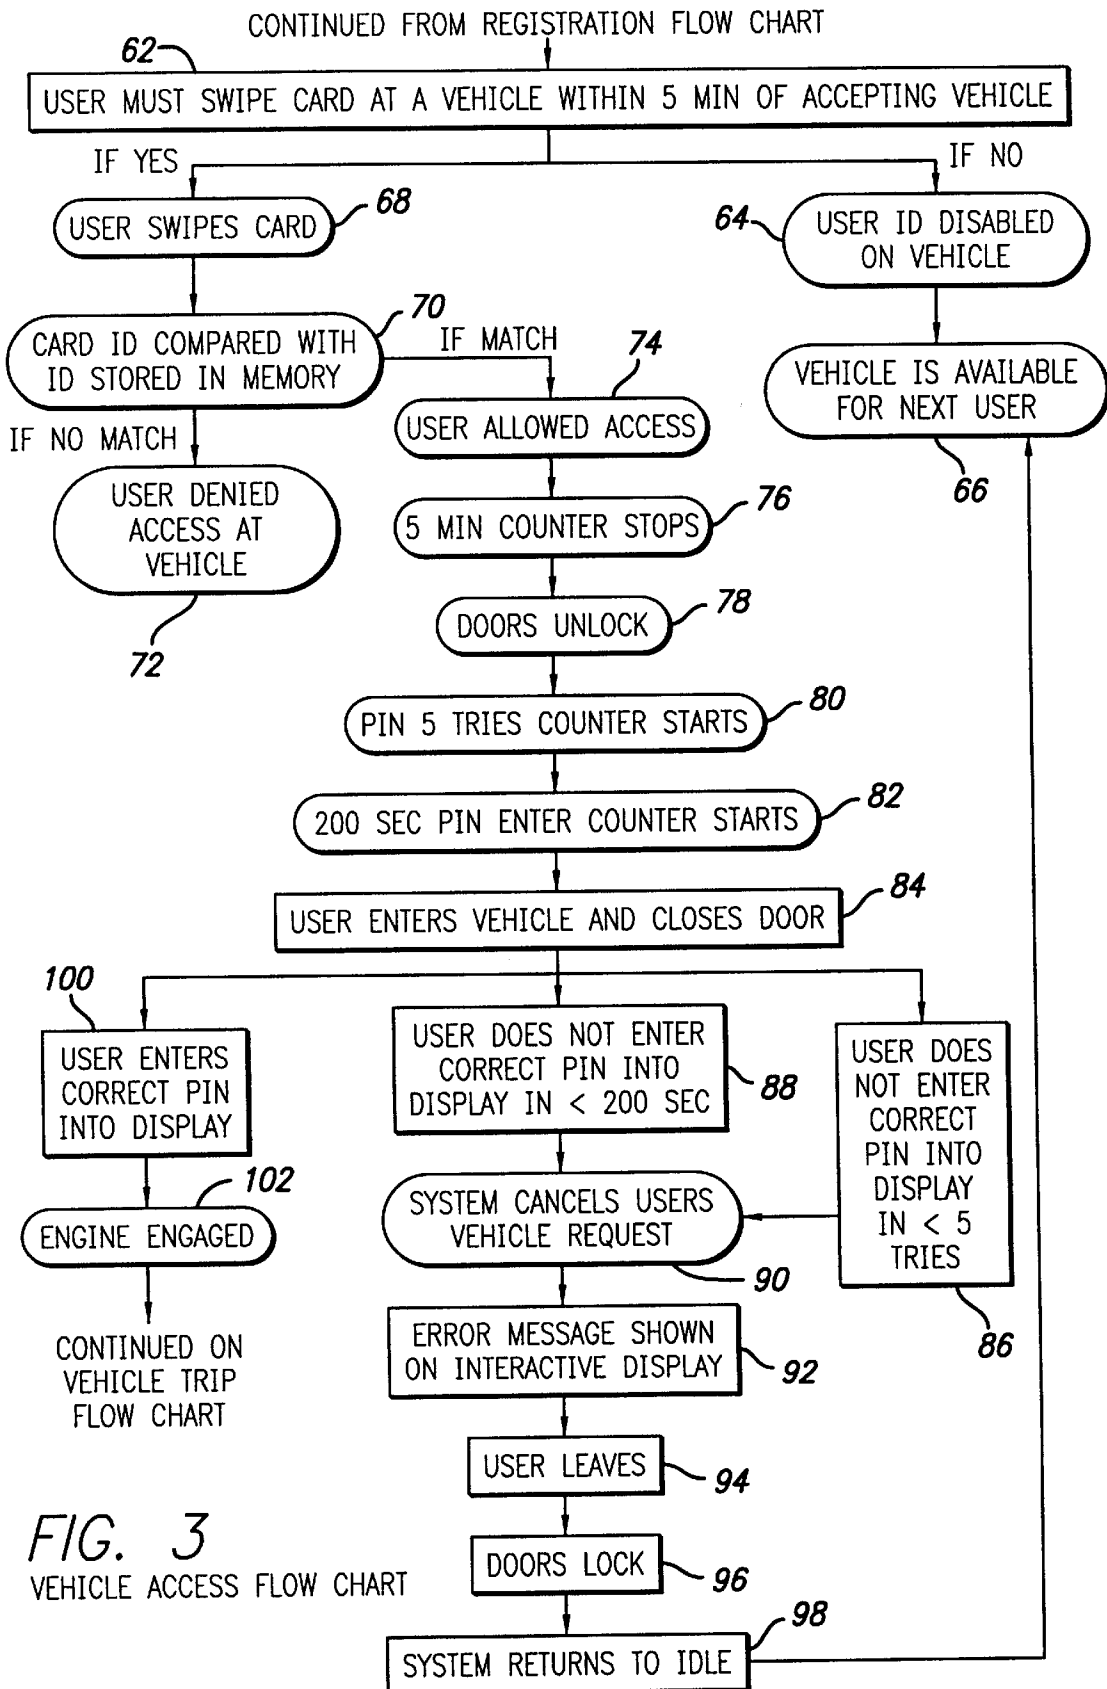 CONTINUED FROM REGISTRATION FLOW CHART
62
USER MUST SWIPE CARD AT A VEHICLE WITHIN 5 MIN OF ACCEPTING VEHICLE
IF YES
IF NO
68
USER SWIPES CARD
64
USER ID DISABLED
ON VEHICLE
70
CARD ID COMPARED WITH
ID STORED IN MEMORY
IF MATCH
74
VEHICLE IS AVAILABLE
FOR NEXT USER
66
USER ALLOWED ACCESS
IF NO MATCH
USER DENIED
ACCESS AT
VEHICLE
72
76
5 MIN COUNTER STOPS
78
DOORS UNLOCK
80
PIN 5 TRIES COUNTER STARTS
82
200 SEC PIN ENTER COUNTER STARTS
84
USER ENTERS VEHICLE AND CLOSES DOOR
100
USER ENTERS
CORRECT PIN
INTO DISPLAY
USER DOES NOT ENTER
CORRECT PIN INTO
DISPLAY IN < 200 SEC
88
USER DOES
NOT ENTER
CORRECT
PIN INTO
DISPLAY
IN < 5
TRIES
86
102
ENGINE ENGAGED
SYSTEM CANCELS USERS
VEHICLE REQUEST
90
CONTINUED ON
VEHICLE TRIP
FLOW CHART
ERROR MESSAGE SHOWN
ON INTERACTIVE DISPLAY
92
USER LEAVES
94
DOORS LOCK
96
98
SYSTEM RETURNS TO IDLE
FIG. 3
VEHICLE ACCESS FLOW CHART